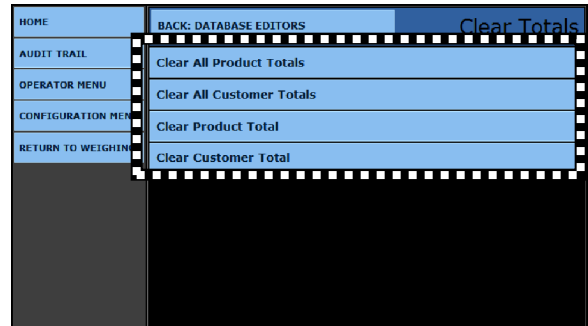 HOME
AUDIT TRAIL
OPERATOR MENU
CONFIGURATION MEN
RETURN TO WEIGHING
BACK: DATABASE EDITORS
Clear Totals
Clear All Product Totals
Clear All Customer Totals
Clear Product Total
Clear Customer Total